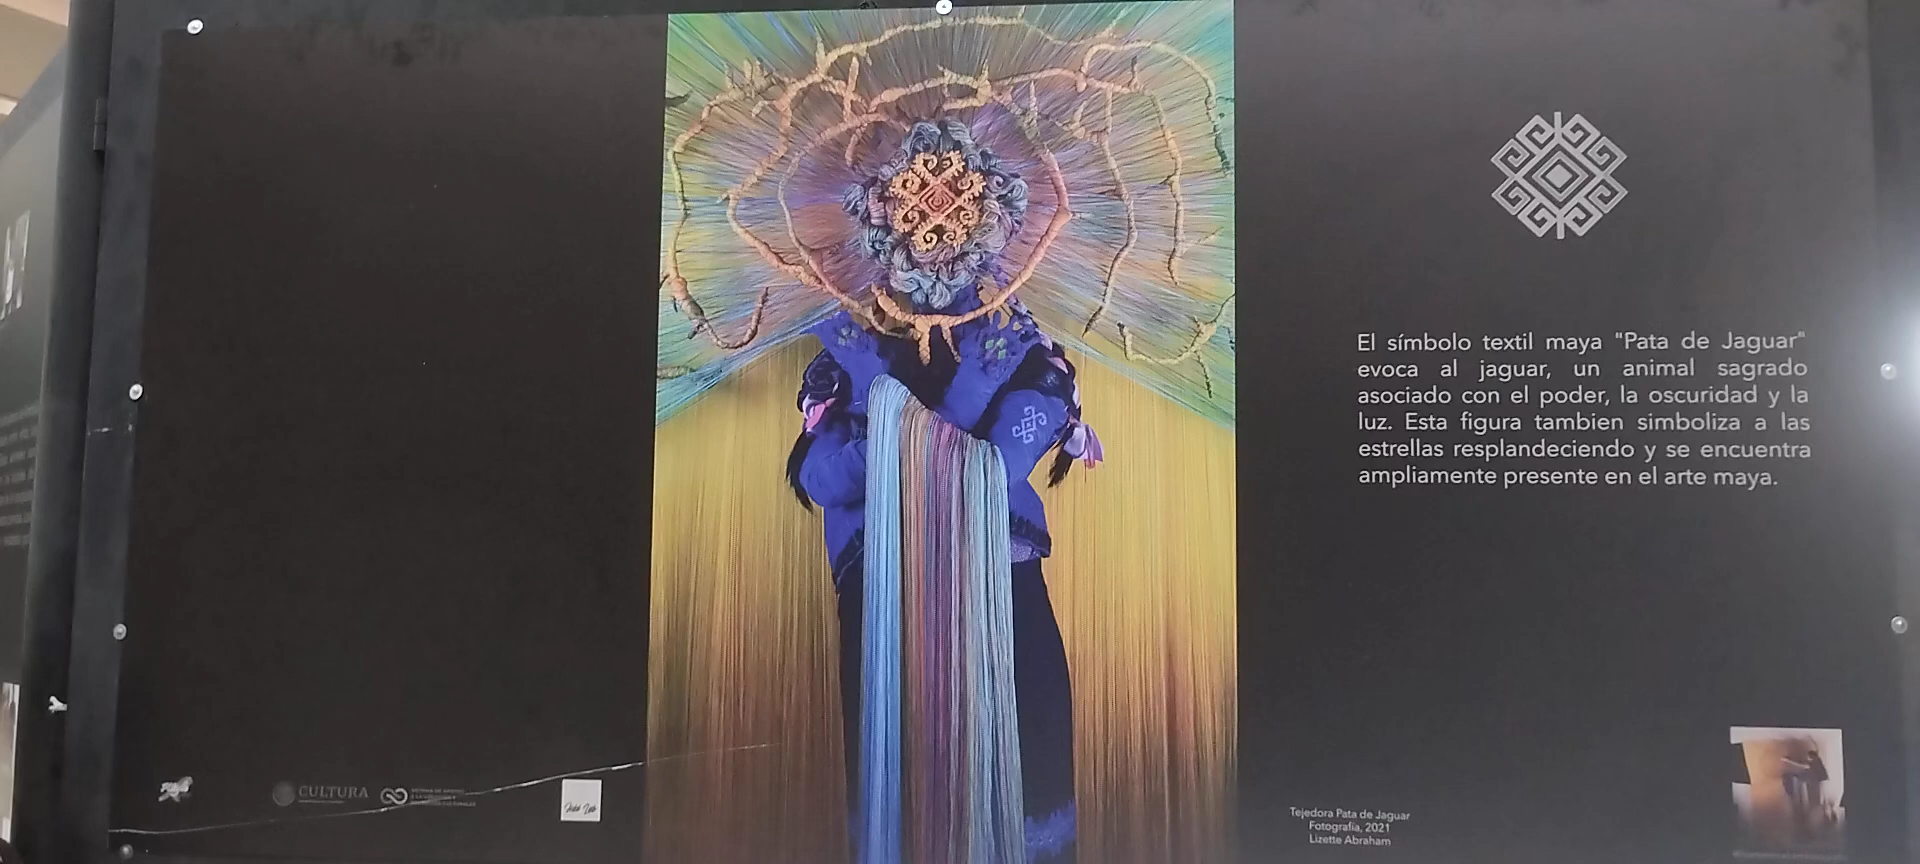 El símbolo textil maya "Pata de Jaguar"
evoca al jaguar, un animal sagrado
asociado con el poder, la oscuridad y la
luz. Esta figura tambien simboliza a las
estrellas resplandeciendo y se encuentra
ampliamente presente en el arte maya.
CULTURA
Tejedora Pata de Jaguar
Fotografía, 2021
Lizette Abraham